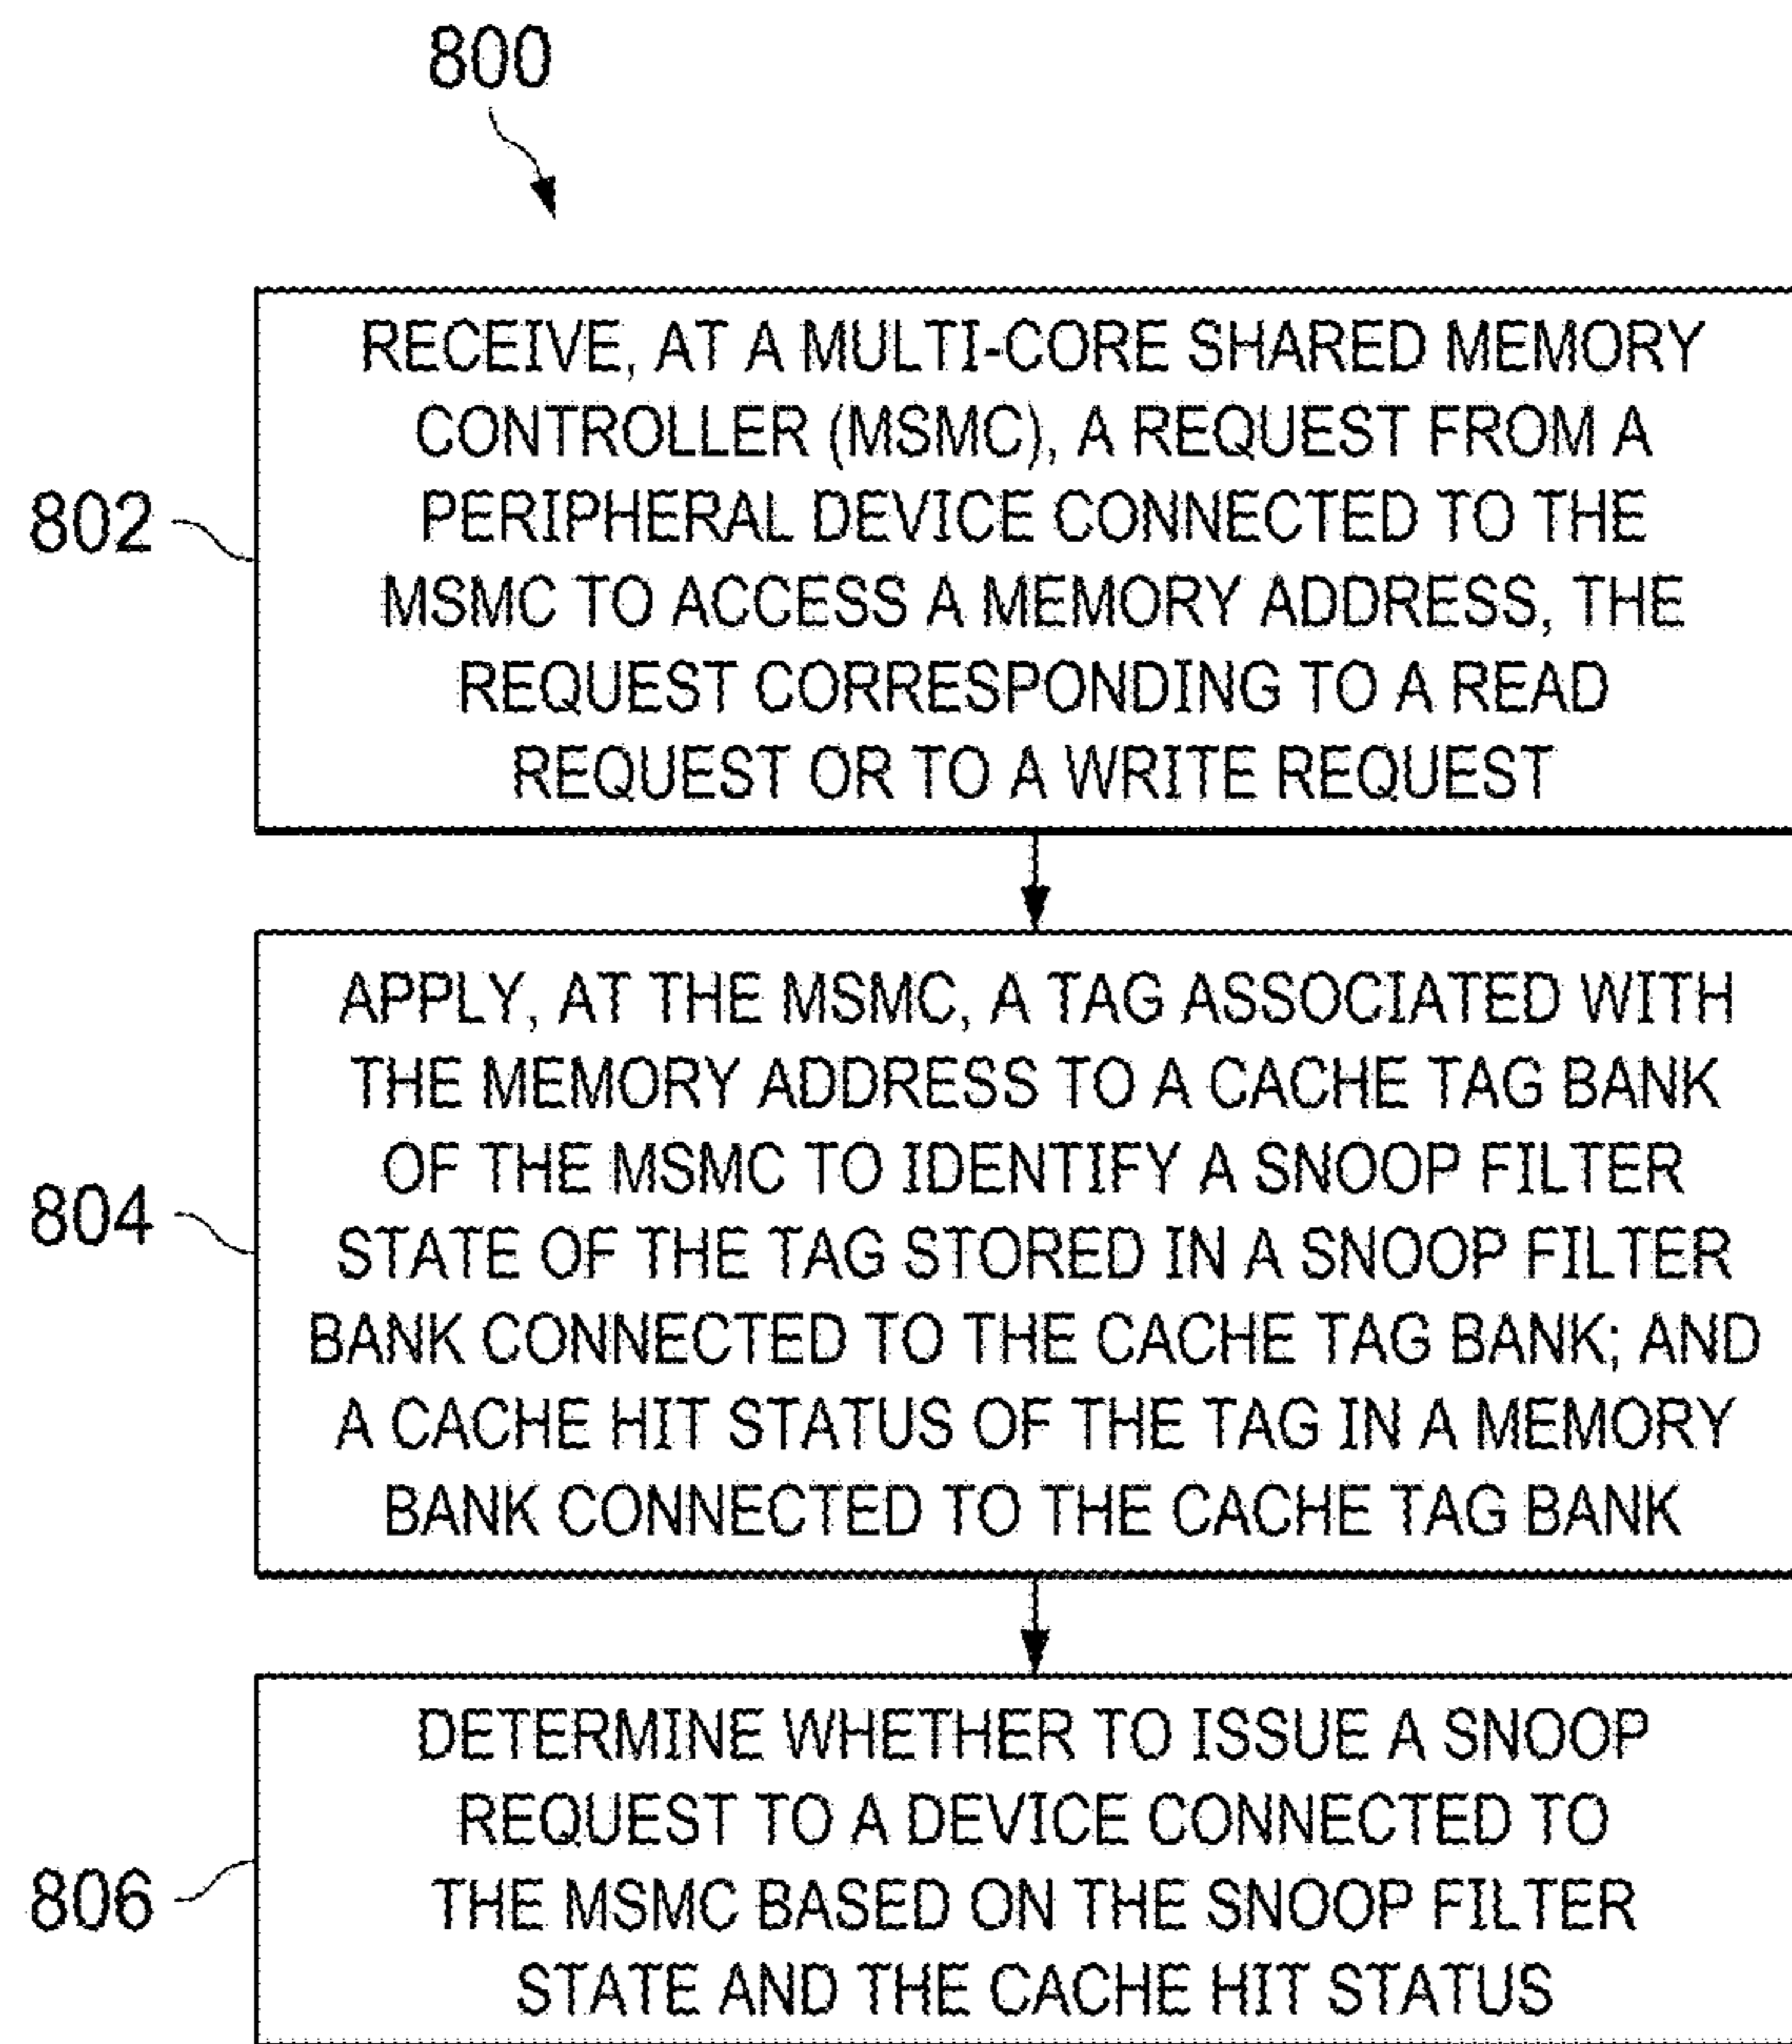 800
802
RECEIVE, AT A MULTI-CORE SHARED MEMORY
CONTROLLER (MSMC), A REQUEST FROM A
PERIPHERAL DEVICE CONNECTED TO THE
MSMC TO ACCESS A MEMORY ADDRESS, THE
REQUEST CORRESPONDING TO A READ
REQUEST OR TO A WRITE REQUEST
804
APPLY, AT THE MSMC, A TAG ASSOCIATED WITH
THE MEMORY ADDRESS TO A CACHE TAG BANK
OF THE MSMC TO IDENTIFY A SNOOP FILTER
STATE OF THE TAG STORED IN A SNOOP FILTER
BANK CONNECTED TO THE CACHE TAG BANK; AND
A CACHE HIT STATUS OF THE TAG IN A MEMORY
BANK CONNECTED TO THE CACHE TAG BANK
806
DETERMINE WHETHER TO ISSUE A SNOOP
REQUEST TO A DEVICE CONNECTED TO
THE MSMC BASED ON THE SNOOP FILTER
STATE AND THE CACHE HIT STATUS